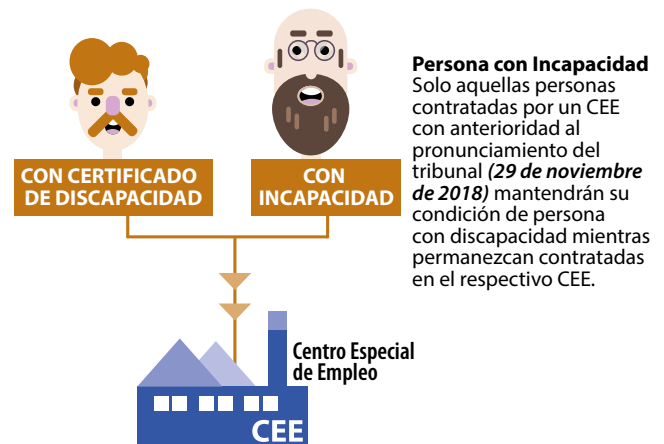 Persona con Incapacidad
Solo aquellas personas
contratadas por un CEE
con anterioridad al
pronunciamiento del
tribunal (29 de noviembre
de 2018) mantendrán su
condición de persona
con discapacidad mientras
permanezcan contratadas
en el respectivo CEE.
CON CERTIFICADO
DE DISCAPACIDAD
CON
INCAPACIDAD
Centro Especial
de Empleo
CEE